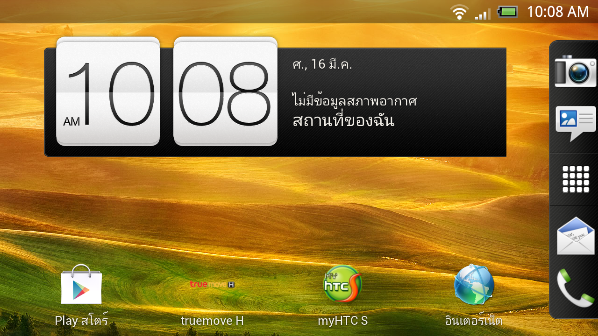 10:08 AM
10 08
AM
ศ., 16 มี.ค.
ไม่มีข้อมูลสภาพอากาศ
สถานที่ของฉัน
truemove H
hTC S
Play สโตร์
truemove H
myHTC S
อินเตอร์เน็ต